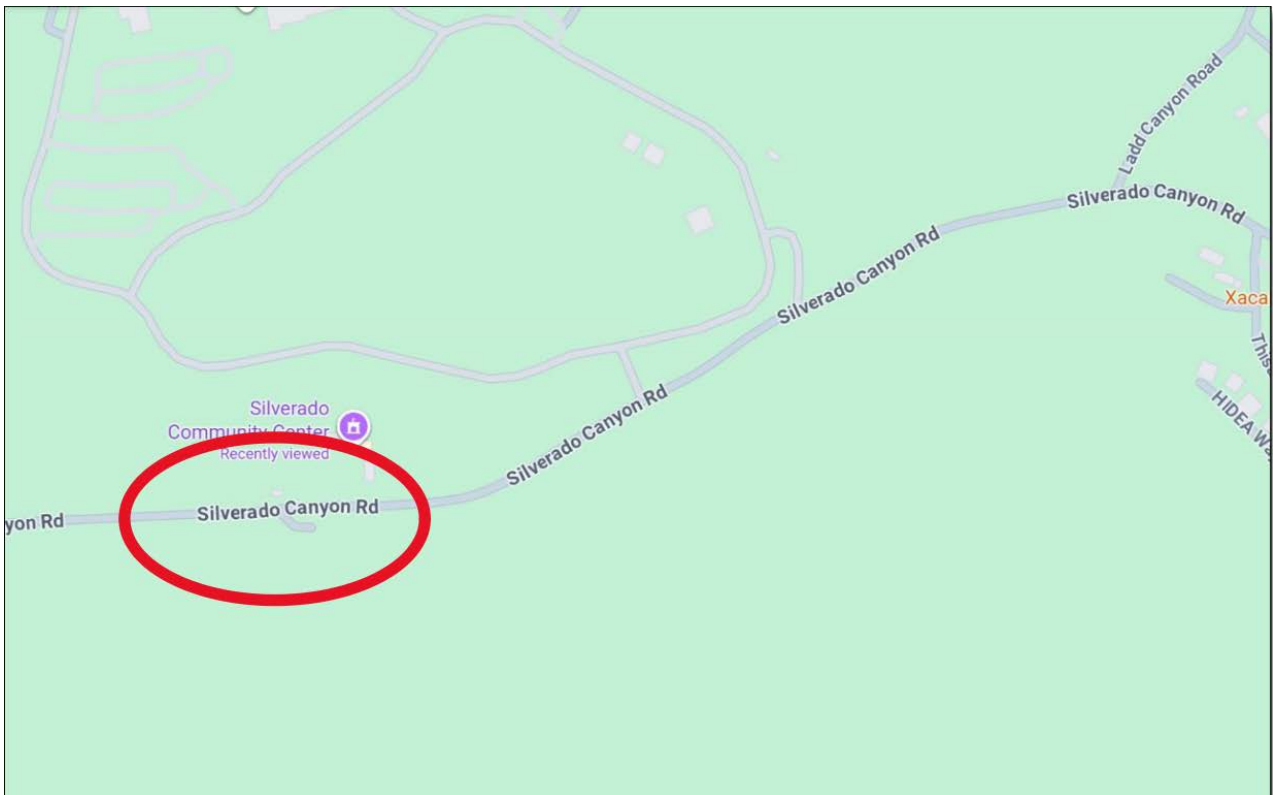 Ladd Canyon Road
Silverado Canyon Rd
Silverado Canyon Rd
Xaca
This
HIDEA Wa
Silverado Canyon Rd
Silverado
Community Center
Recently viewed
Silverado Canyon Rd
yon Rd